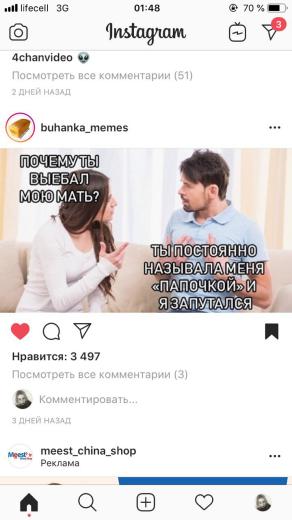 lifecell 3G 01:48 70 %
Instagram
3
4chanvideo 👽
Посмотреть все комментарии (51)
2 ДНЕЙ НАЗАД
buhanka_memes
ПОЧЕМУ ТЫ
ВЫЕБАЛ
МОЮ МАТЬ?
ТЫ ПОСТОЯННО
НАЗЫВАЛА МЕНЯ
«ПАПОЧКОЙ» И
Я ЗАПУТАЛСЯ
Нравится: 3 497
Посмотреть все комментарии (3)
Комментировать...
3 ДНЕЙ НАЗАД
Meest
meest_china_shop
Реклама